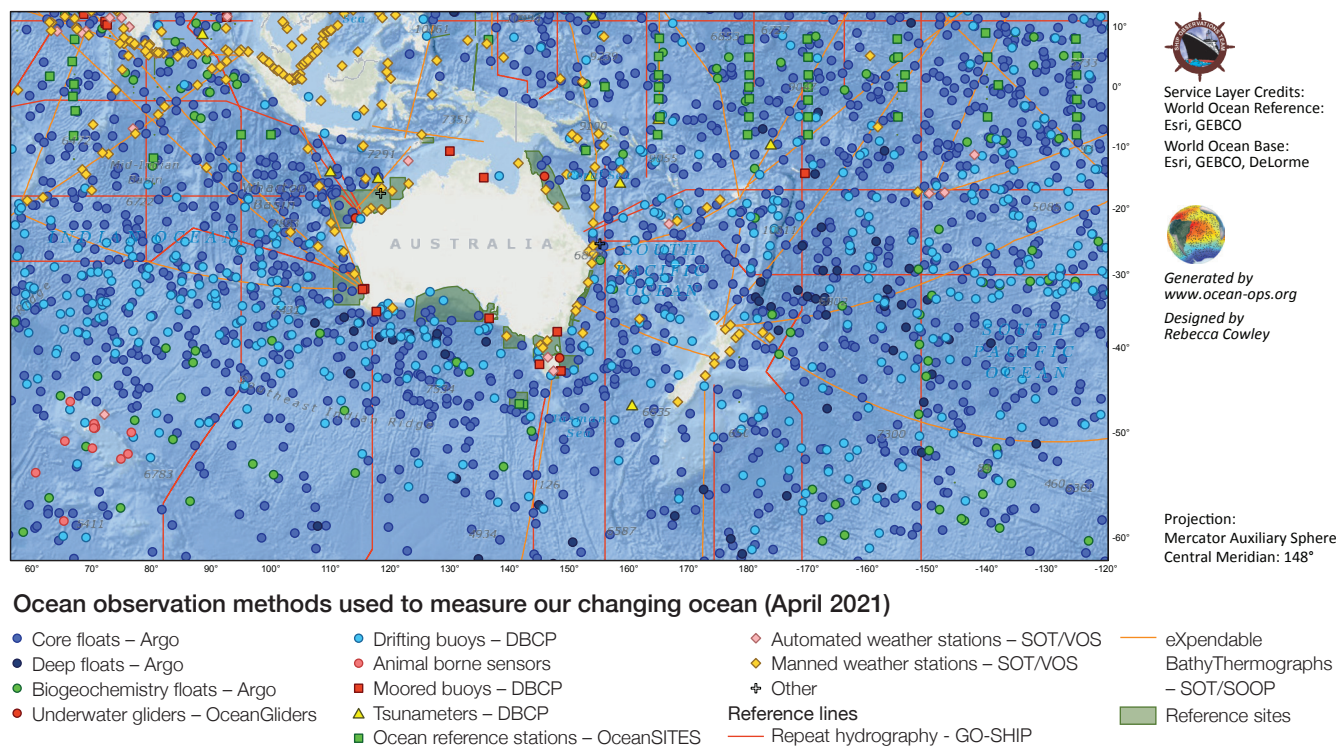 10°
0°
-10°
-20°
-30°
-40°
-50°
-60°
AUSTRALIA
60°
70°
80°
90°
100°
110°
120°
130°
140°
150°
160°
170°
180°
-170°
-160°
-150°
-140°
-130°
-120°
Service Layer Credits:
World Ocean Reference:
Esri, GEBCO
World Ocean Base:
Esri, GEBCO, DeLorme
Generated by
www.ocean-ops.org
Designed by
Rebecca Cowley
Projection:
Mercator Auxiliary Sphere
Central Meridian: 148°
Ocean observation methods used to measure our changing ocean (April 2021)
Core floats – Argo
Deep floats – Argo
Biogeochemistry floats – Argo
Underwater gliders – OceanGliders
Drifting buoys – DBCP
Animal borne sensors
Moored buoys – DBCP
Tsunameters – DBCP
Ocean reference stations – OceanSITES
Automated weather stations – SOT/VOS
Manned weather stations – SOT/VOS
Other
Reference lines
Repeat hydrography - GO-SHIP
eXpendable
BathyThermographs
– SOT/SOOP
Reference sites